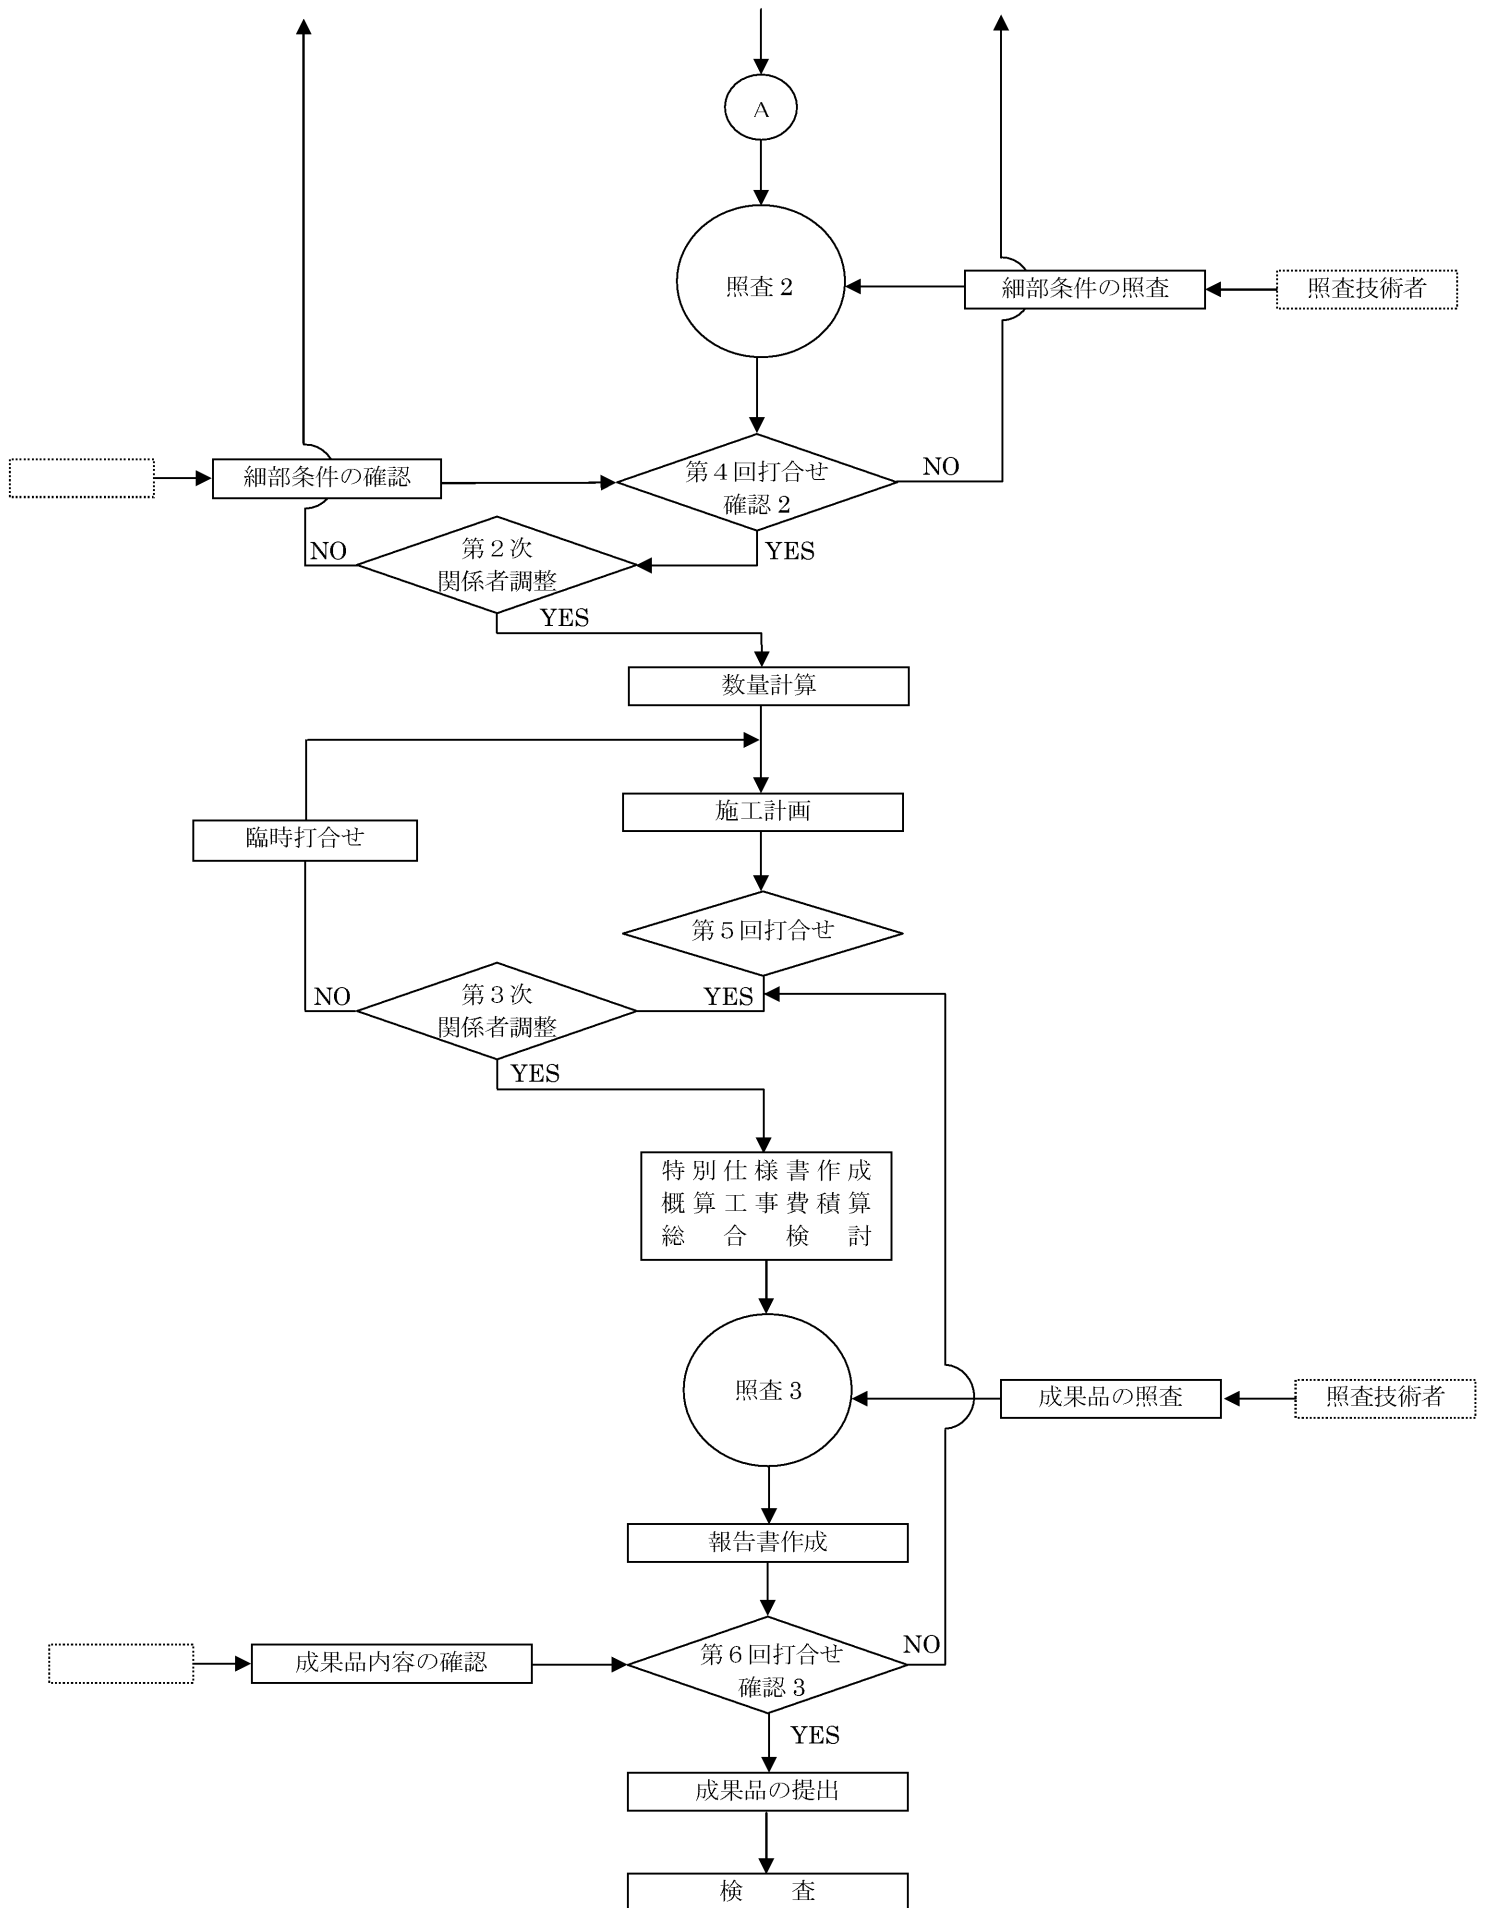 A
照査２
細部条件の照査
照査技術者
細部条件の確認
第４回打合せ
確認２
NO
YES
第２次
関係者調整
NO
YES
数量計算
施工計画
臨時打合せ
第５回打合せ
第３次
関係者調整
NO
YES
YES
特別仕様書作成
概算工事費積算
総合検討
照査３
成果品の照査
照査技術者
報告書作成
成果品内容の確認
第６回打合せ
確認３
NO
YES
成果品の提出
検　　査